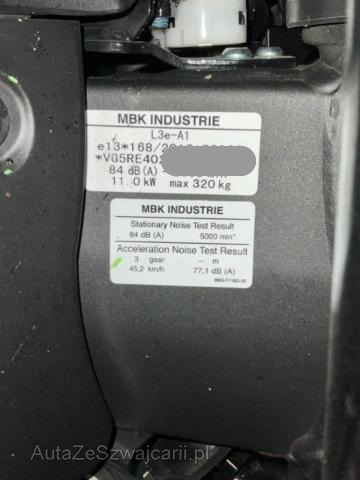 MBK INDUSTRIE
L3e-A1
e13*168/2013*
*VG5RE402
84 dB(A) -
11.0 kW max 320 kg
MBK INDUSTRIE
Stationary Noise Test Result
84 dB (A) 5000 min⁻
Acceleration Noise Test Result
3 gear -- m
45.2 km/h 77,1 dB (A)
AutaZeSzwajcarii.pl